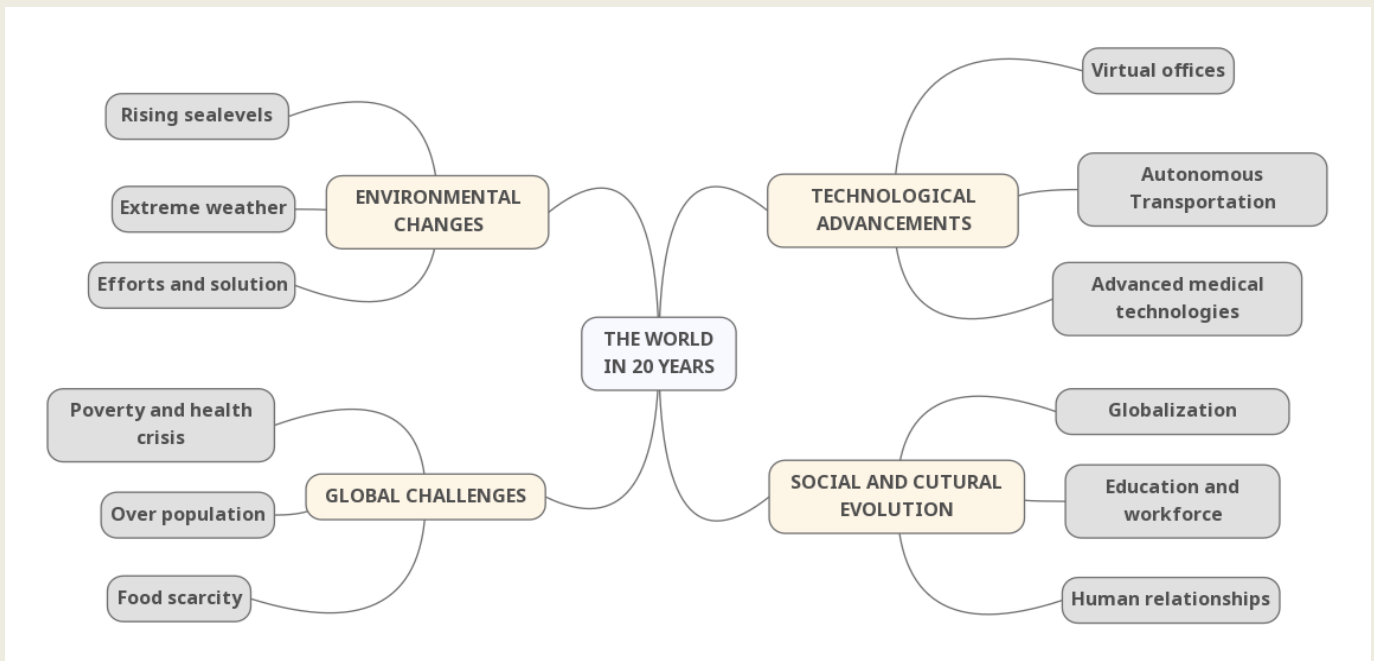 THE WORLD
IN 20 YEARS
ENVIRONMENTAL
CHANGES
Rising sealevels
Extreme weather
Efforts and solution
TECHNOLOGICAL
ADVANCEMENTS
Virtual offices
Autonomous
Transportation
Advanced medical
technologies
GLOBAL CHALLENGES
Poverty and health
crisis
Over population
Food scarcity
SOCIAL AND CUTURAL
EVOLUTION
Globalization
Education and
workforce
Human relationships